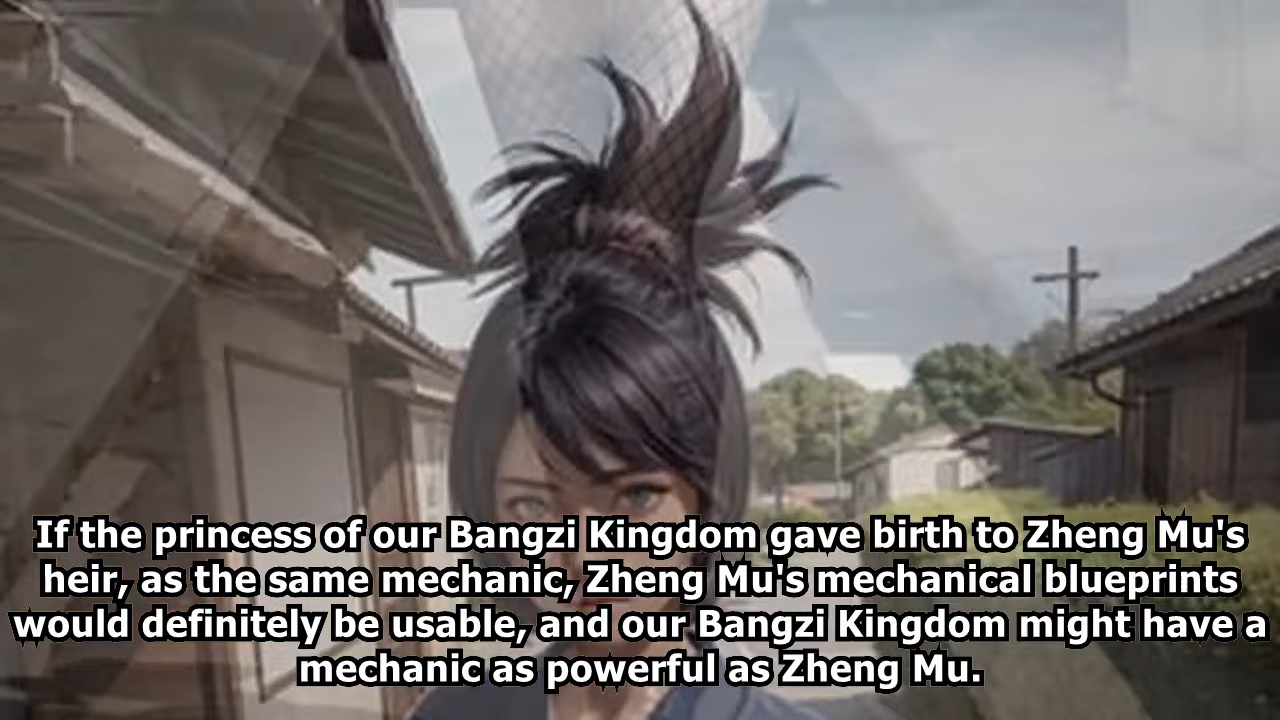 If the princess of our Bangzi Kingdom gave birth to Zheng Mu's
heir, as the same mechanic, Zheng Mu's mechanical blueprints
would definitely be usable, and our Bangzi Kingdom might have a
mechanic as powerful as Zheng Mu.